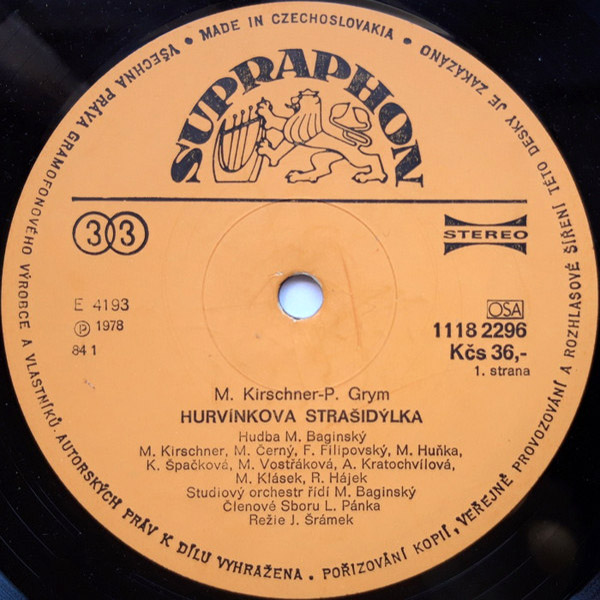 VŠECHNA PRÁVA GRAMOFONOVÉHO VÝROBCE A VLASTNÍKŮ. AUTORSKÝCH PRÁV K DÍLU VYHRAŽENA • POŘIZOVÁNÍ KOPIÍ, VEŘEJNĚ PROVOZOVÁNÍ A ROZHLASOVÉ ŠÍŘENÍ TÉTO DESKY JE ZAKÁZÁNO • MADE IN CZECHOSLOVAKIA •
SUPRAPHON
33
STEREO
E 4193
Ⓟ 1978
84 1
OSA
1118 2296
Kčs 36,-
1. strana
M. Kirschner-P. Grym
HURVÍNKOVA STRAŠIDÝLKA
Hudba M. Baginský
M. Kirschner, M. Černý, F. Filipovský, M. Huňka,
K. Špačková, M. Vostřáková, A. Kratochvílová,
M. Klásek, R. Hájek
Studiový orchestr řídí M. Baginský
Členové Sboru L. Pánka
Režie J. Šrámek